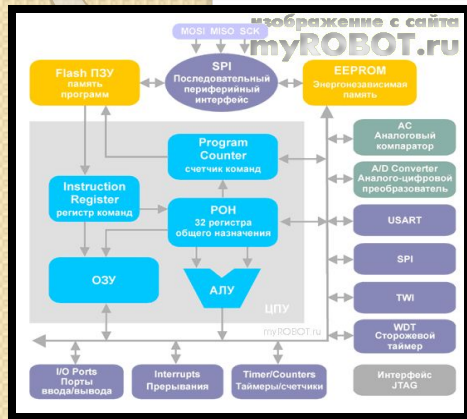 изображение с сайта
myROBOT.ru
MOSI MISO SCK
Flash ПЗУ
память
программ
SPI
Последовательный
периферийный
интерфейс
EEPROM
Энергонезависимая
память
Program
Counter
счетчик команд
AC
Аналоговый
компаратор
A/D Converter
Аналого-цифровой
преобразователь
Instruction
Register
регистр команд
РОН
32 регистра
общего назначения
USART
SPI
ОЗУ
АЛУ
ЦПУ
TWI
myROBOT.ru
WDT
Сторожевой
таймер
I/O Ports
Порты
ввода/вывода
Interrupts
Прерывания
Timer/Counters
Таймеры/счетчики
Интерфейс
JTAG